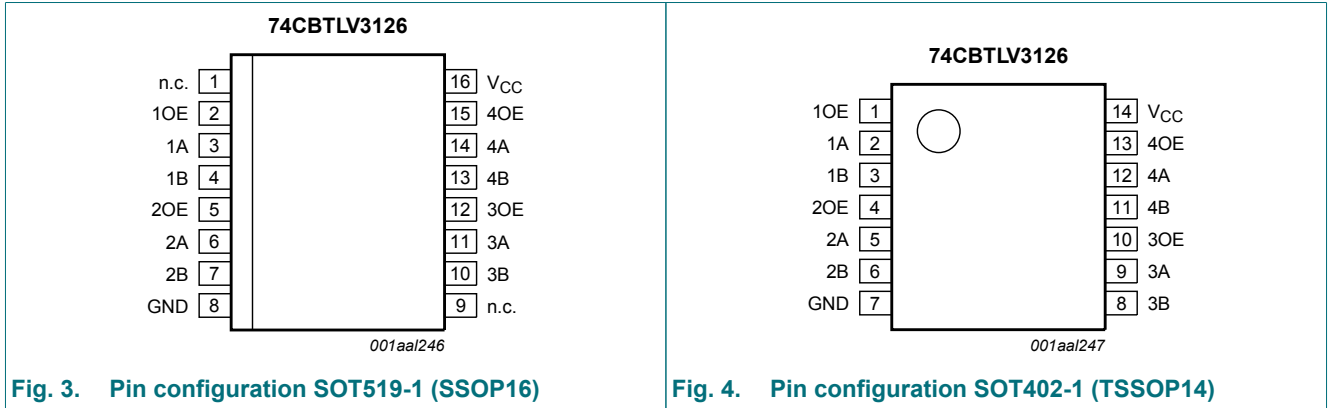 74CBTLV3126
n.c. 1
1OE 2
1A 3
1B 4
2OE 5
2A 6
2B 7
GND 8
16 VCC
15 4OE
14 4A
13 4B
12 3OE
11 3A
10 3B
9 n.c.
001aal246
Fig. 3. Pin configuration SOT519-1 (SSOP16)
74CBTLV3126
1OE 1
1A 2
1B 3
2OE 4
2A 5
2B 6
GND 7
14 VCC
13 4OE
12 4A
11 4B
10 3OE
9 3A
8 3B
001aal247
Fig. 4. Pin configuration SOT402-1 (TSSOP14)